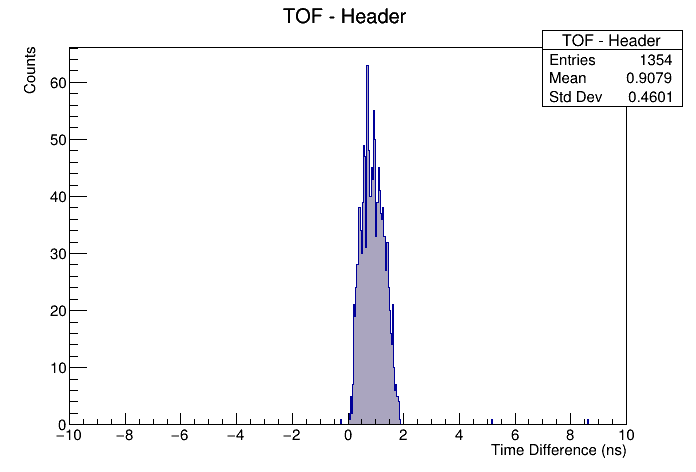 TOF - Header
TOF - Header
Entries 1354
Mean 0.9079
Std Dev 0.4601
Counts
60
50
40
30
20
10
0
−10 −8 −6 −4 −2 0 2 4 6 8 10
Time Difference (ns)